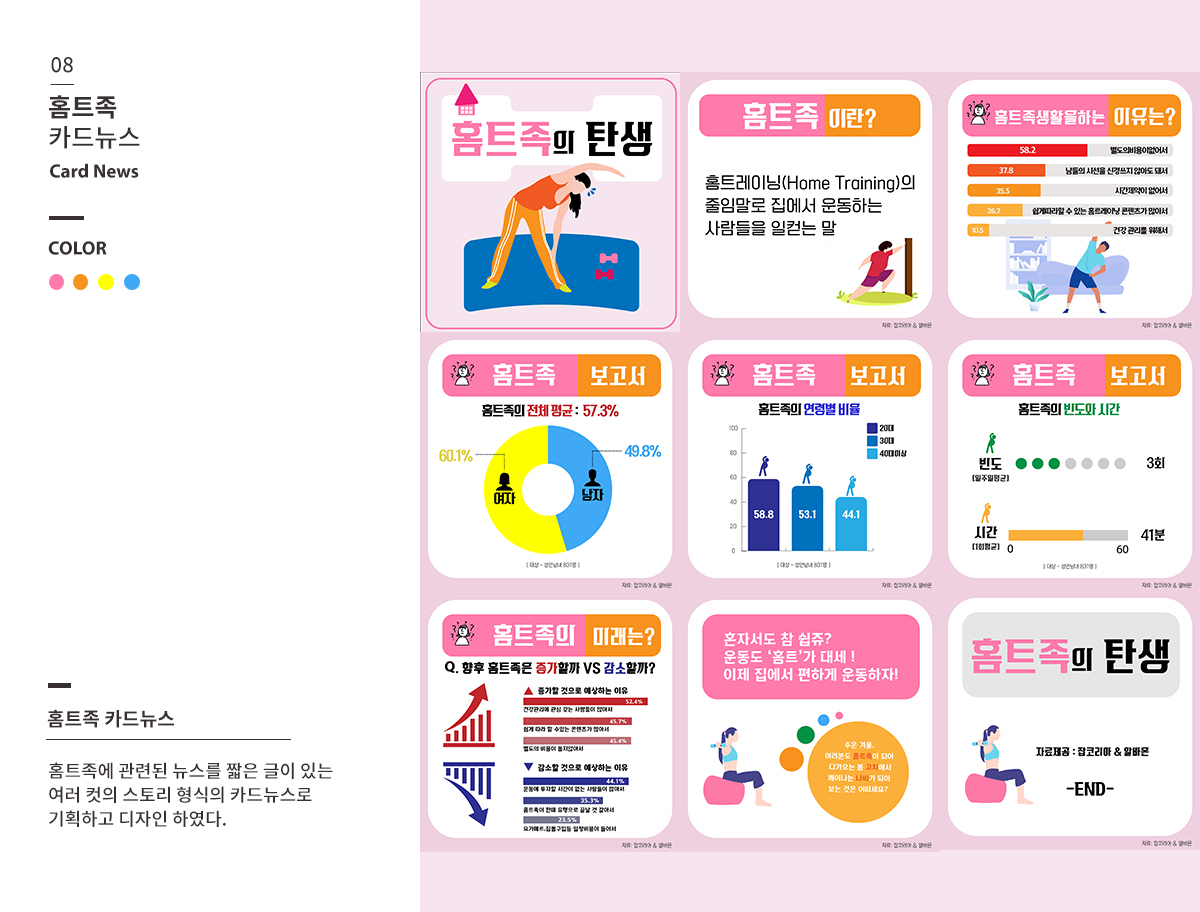 08
홈트족
카드뉴스
Card News
COLOR
홈트족 카드뉴스
홈트족에 관련된 뉴스를 짧은 글이 있는
여러 컷의 스토리 형식의 카드뉴스로
기획하고 디자인 하였다.
홈트족의 탄생
홈트족 이란?
홈트레이닝(Home Training)의
줄임말로 집에서 운동하는
사람들을 일컫는 말
자료: 잡코리아 & 알바몬
홈트족생활을하는 이유는?
58.2 별도의비용이없어서
37.8 남들의 시선을 신경쓰지 않아도 돼서
35.5 시간제약이 없어서
26.7 쉽게따라할 수 있는 홈트레이닝 콘텐츠가 많아서
10.5 건강 관리를 위해서
자료: 잡코리아 & 알바몬
홈트족 보고서
홈트족의 전체 평균 : 57.3%
60.1%
49.8%
여자
남자
[ 대상 - 성인남녀 831명 ]
자료: 잡코리아 & 알바몬
홈트족 보고서
홈트족의 연령별 비율
100
80
60
40
20
0
20대
30대
40대이상
58.8
53.1
44.1
[ 대상 - 성인남녀 831명 ]
자료: 잡코리아 & 알바몬
홈트족 보고서
홈트족의 빈도와 시간
빈도
[일주일평균]
3회
시간
[1회평균]
0
60
41분
[ 대상 - 성인남녀 831명 ]
자료: 잡코리아 & 알바몬
홈트족의 미래는?
Q. 향후 홈트족은 증가할까 VS 감소할까?
증가할 것으로 예상하는 이유
52.4%
건강관리에 관심 갖는 사람들이 많아서
45.7%
쉽게 따라 할 수있는 콘텐츠가 많아서
45.4%
별도의 비용이 들지않아서
감소할 것으로 예상하는 이유
44.1%
운동에 투자할 시간이 없는 사람들이 많아서
35.3%
홈트족이 한때 유행으로 끝날 것 같아서
23.5%
요가매트,짐볼구입등 일정비용이 들어서
자료: 잡코리아 & 알바몬
혼자서도 참 쉽쥬?
운동도 ‘홈트’가 대세 !
이제 집에서 편하게 운동하자!
추운 겨울,
여러분도 홈트족이 되어
다가오는 봄 고치에서
깨어나는 나비가 되어
보는 것은 어떠세요?
자료: 잡코리아 & 알바몬
홈트족의 탄생
자료제공 : 잡코리아 & 알바몬
-END-
자료: 잡코리아 & 알바몬